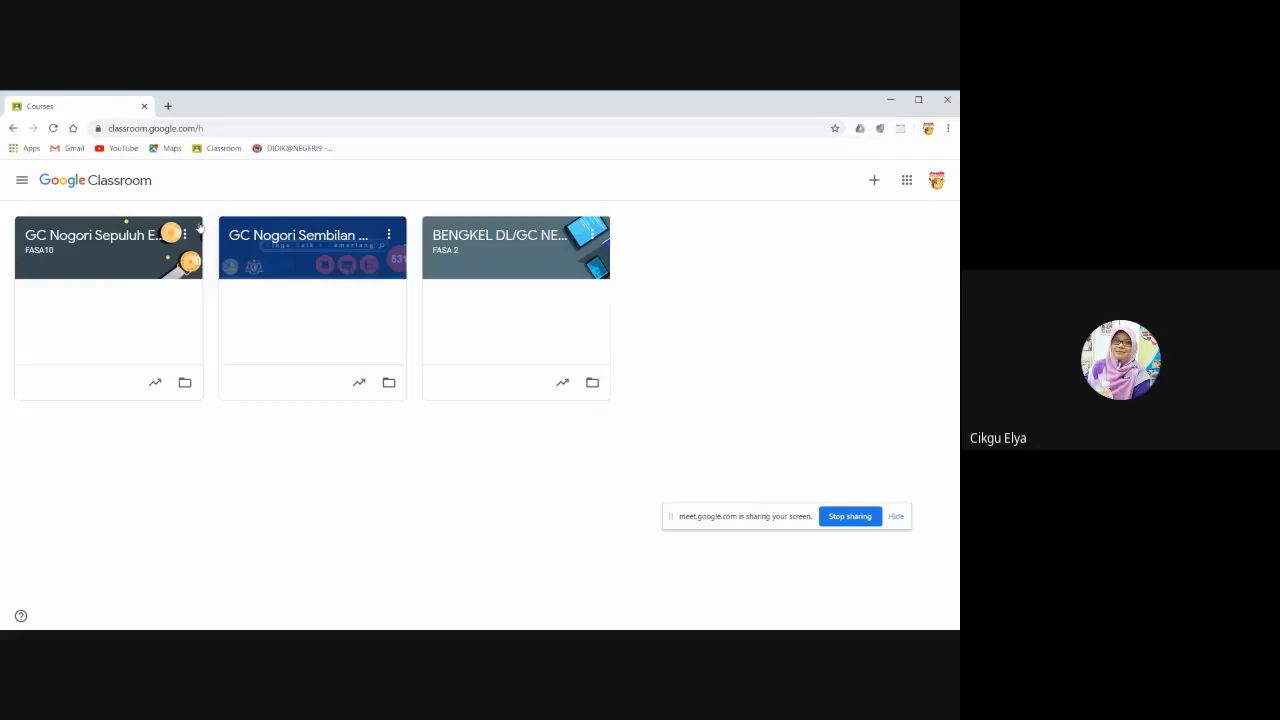 Courses
classroom.google.com/h
Apps
Gmail
YouTube
Maps
Classroom
DIDIK@NEGERI9 -...
Google Classroom
GC Nogori Sepuluh E...
FASA10
GC Nogori Sembilan ...
531
BENGKEL DL/GC NE...
FASA 2
Cikgu Elya
meet.google.com is sharing your screen.
Stop sharing
Hide